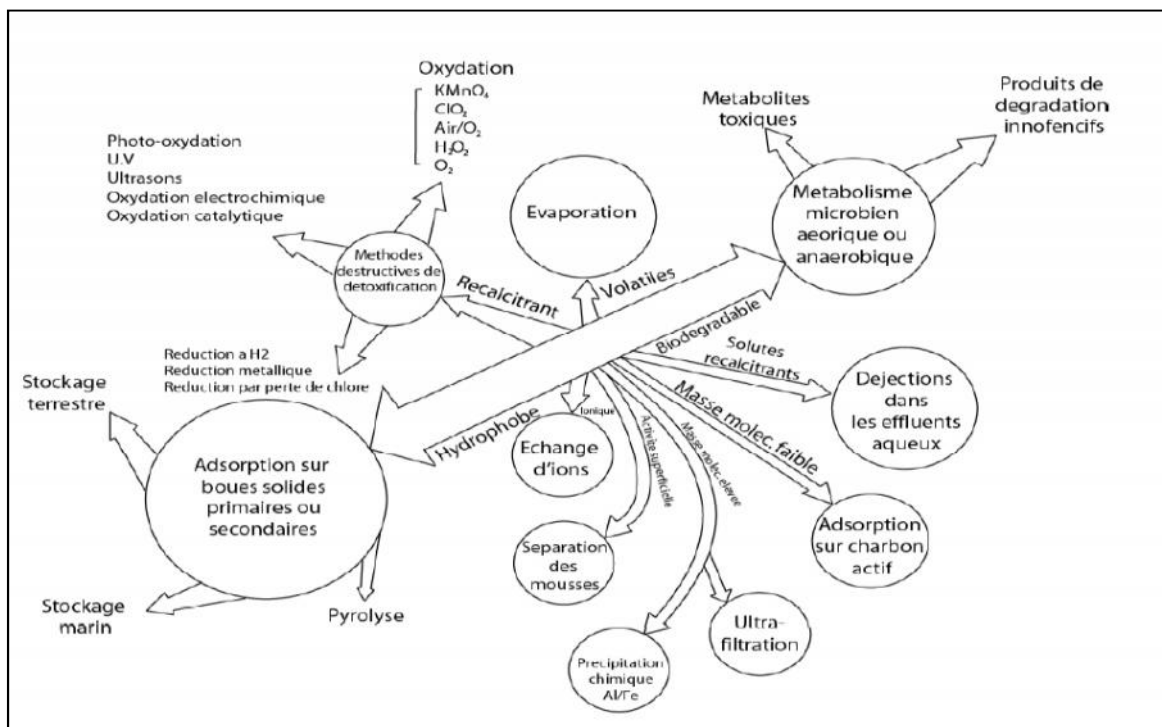 Oxydation
KMnO₄
ClO₂
Air/O₂
H₂O₂
O₂
Photo-oxydation
U.V
Ultrasons
Oxydation electrochimique
Oxydation catalytique
Methodes
destructives de
detoxification
Recalcitrant
Evaporation
Volatiles
Metabolites
toxiques
Produits de
degradation
innofencifs
Metabolisme
microbien
aeorique ou
anaerobique
Biodegradable
Solutes
recalcitrants
Dejections
dans
les effluents
aqueux
Masse molec. faible
Adsorption
sur charbon
actif
Reduction a H2
Reduction metallique
Reduction par perte de chlore
Stockage
terrestre
Adsorption sur
boues solides
primaires ou
secondaires
Stockage
marin
Pyrolyse
Hydrophobe
Ionique
Echange
d'ions
Activite superficielle
Separation
des
mousses
Masse molec. elevee
Precipitation
chimique
Al/Fe
Ultra-
filtration